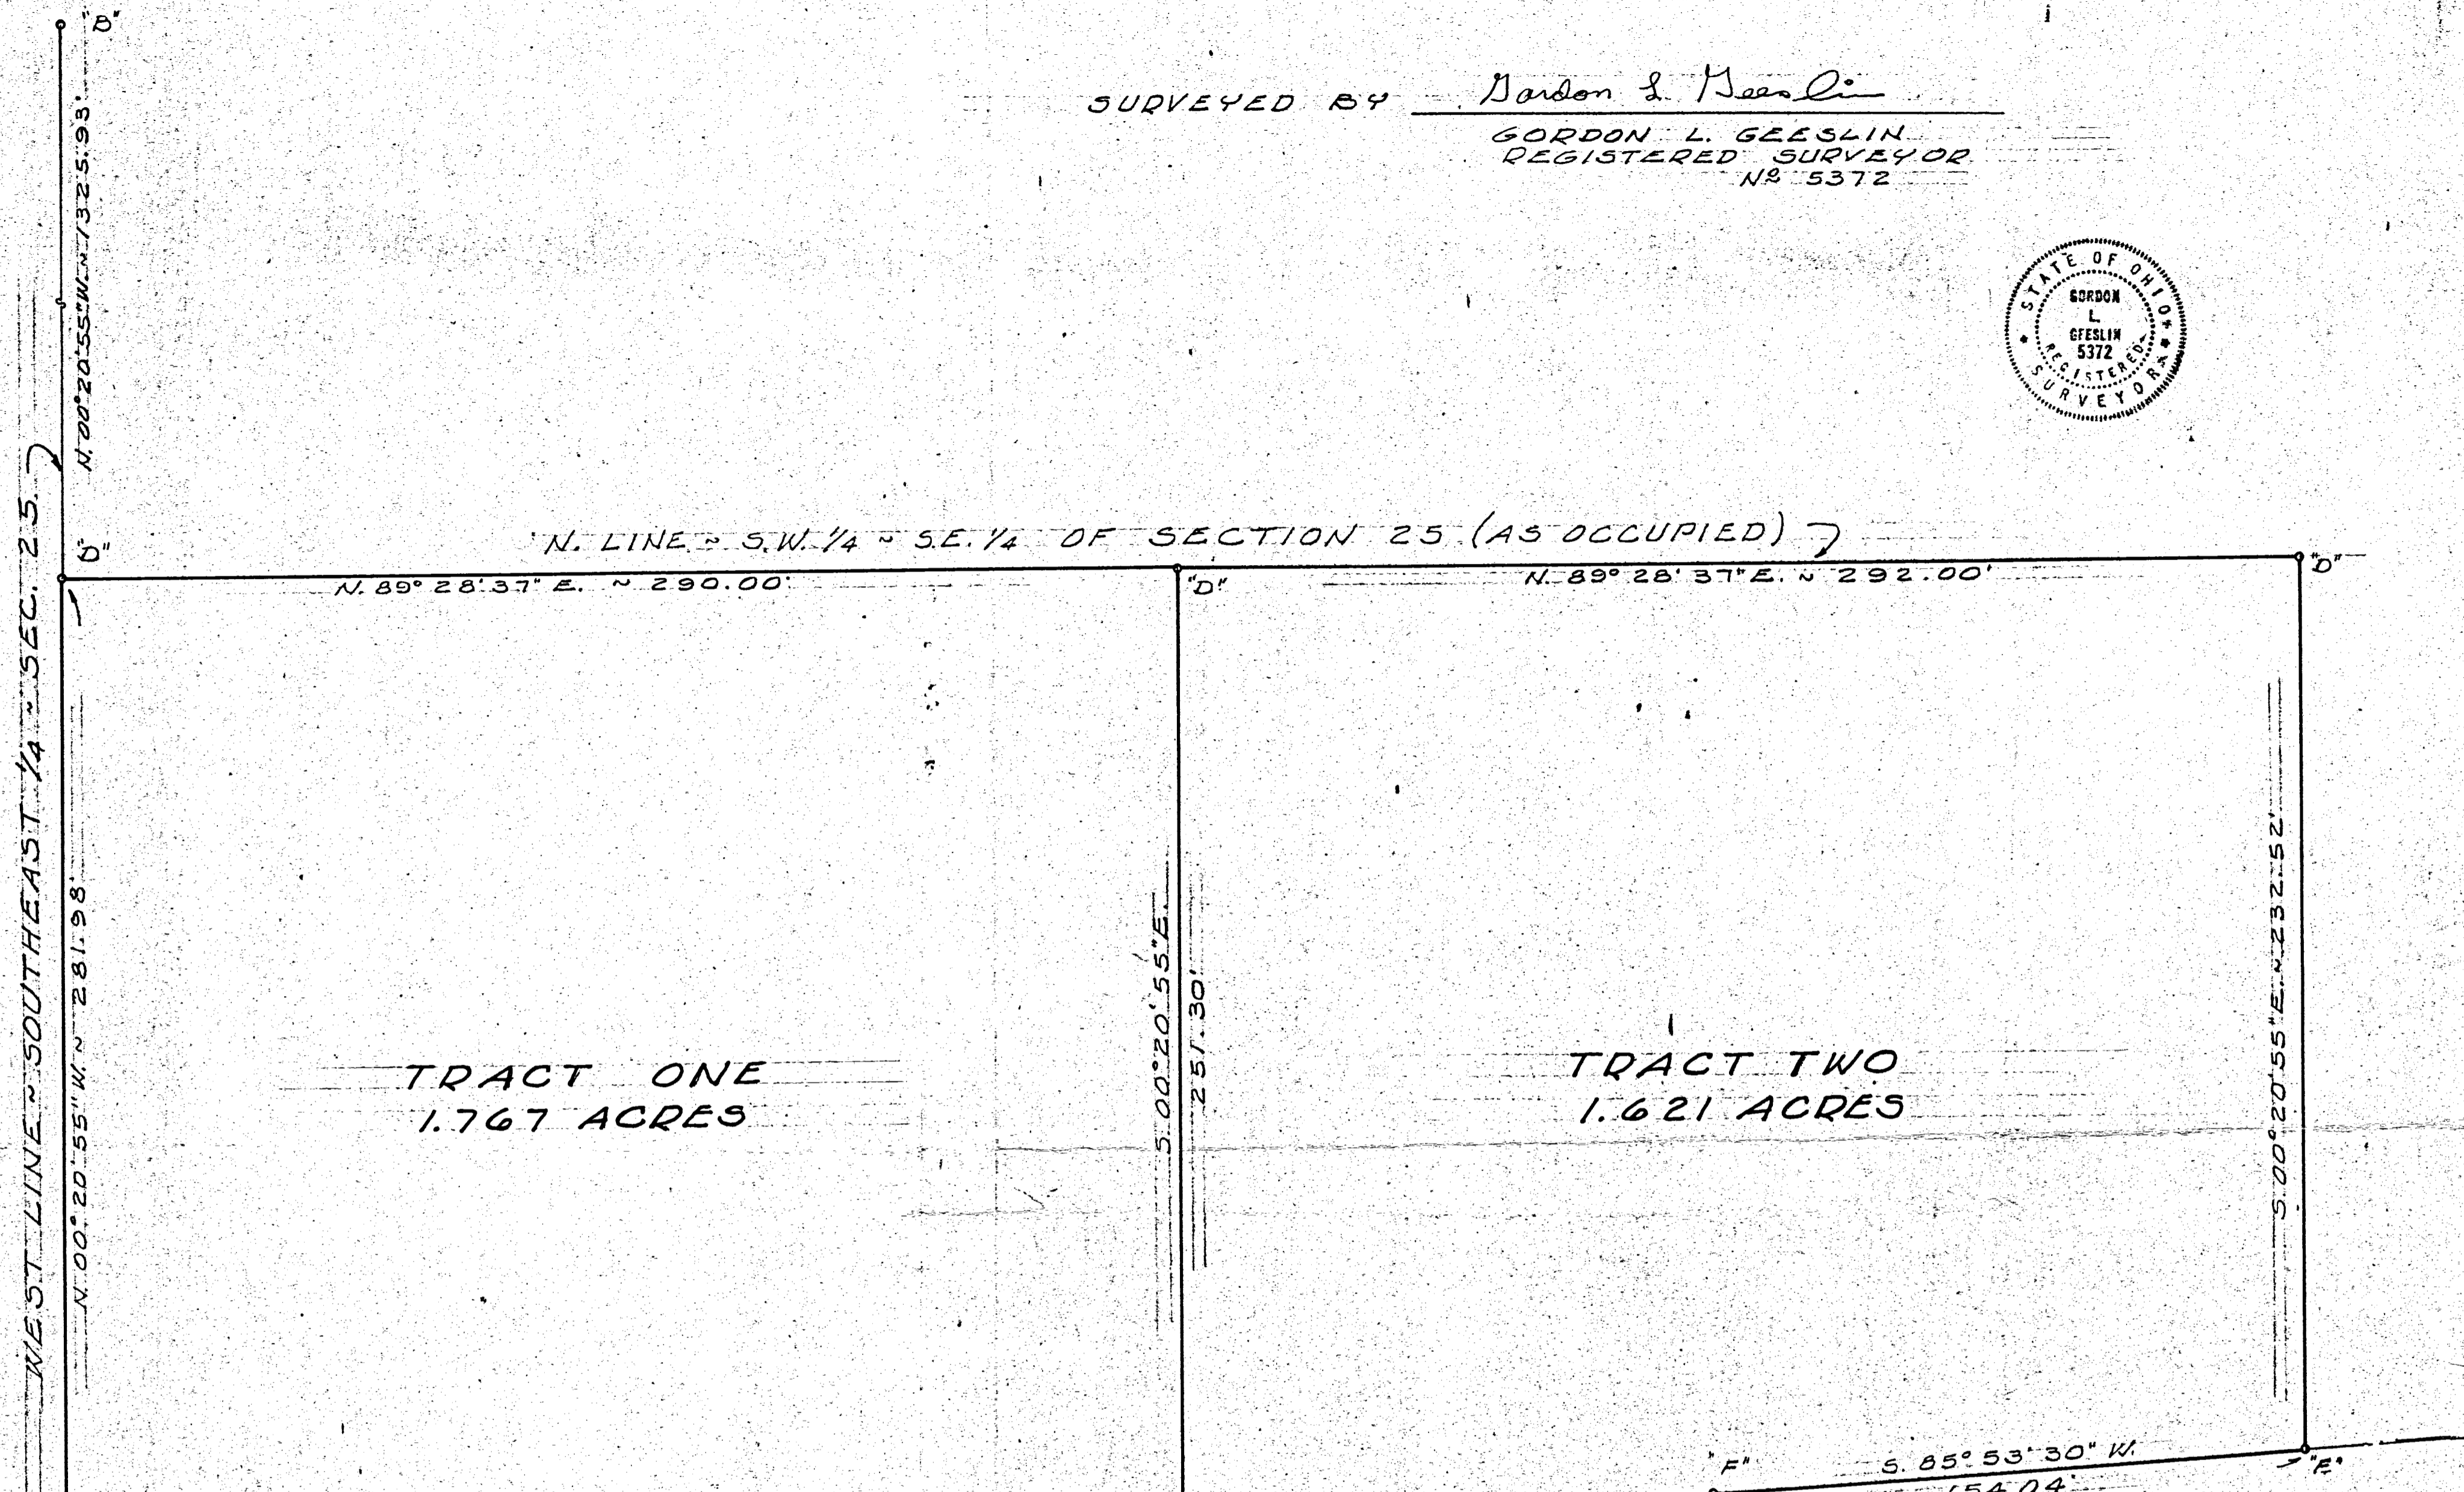 "B"
N. 00° 20' 55" W. ~ 1325.93'
SURVEYED BY
GORDON L. GEESLIN
REGISTERED SURVEYOR
Nº 5372
STATE OF OHIO
GORDON
L.
GEESLIN
5372
REGISTERED
SURVEYOR
WEST LINE ~ SOUTHEAST 1/4 ~ SEC. 25.
N. LINE ~ S.W. 1/4 ~ S.E. 1/4 OF SECTION 25 (AS OCCUPIED)
"D"
N. 89° 28' 37" E. ~ 290.00'
"D"
N. 89° 28' 37" E. ~ 292.00'
"D"
N. 00° 20' 55" W. ~ 281.98'
TRACT ONE
1.767 ACRES
S. 00° 20' 55" E.
251.30'
TRACT TWO
1.621 ACRES
S. 00° 20' 55" E. ~ 232.52'
"F"
S. 85° 53' 30" W.
154.04'
"E"